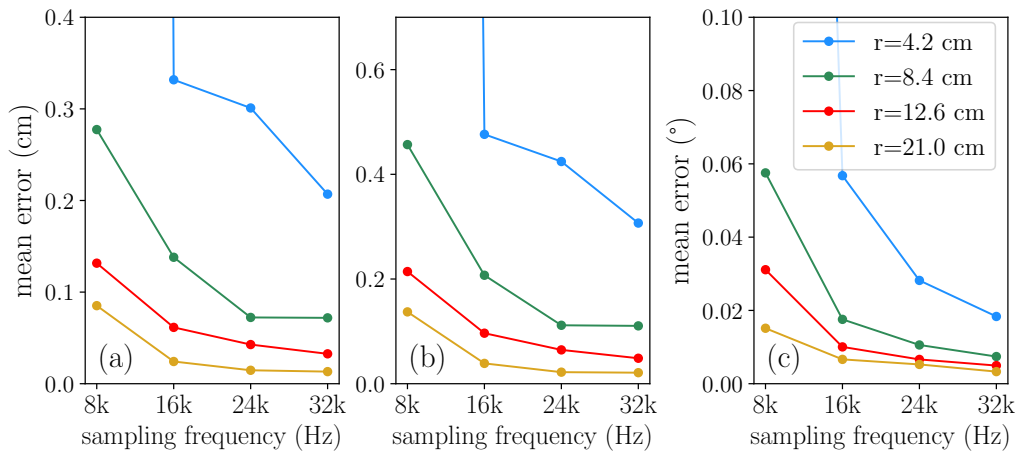 mean error (cm)
0.4
0.3
0.2
0.1
0.0
(a)
8k 16k 24k 32k
sampling frequency (Hz)
0.6
0.4
0.2
0.0
(b)
8k 16k 24k 32k
sampling frequency (Hz)
mean error (°)
0.10
0.08
0.06
0.04
0.02
0.00
r=4.2 cm
r=8.4 cm
r=12.6 cm
r=21.0 cm
(c)
8k 16k 24k 32k
sampling frequency (Hz)